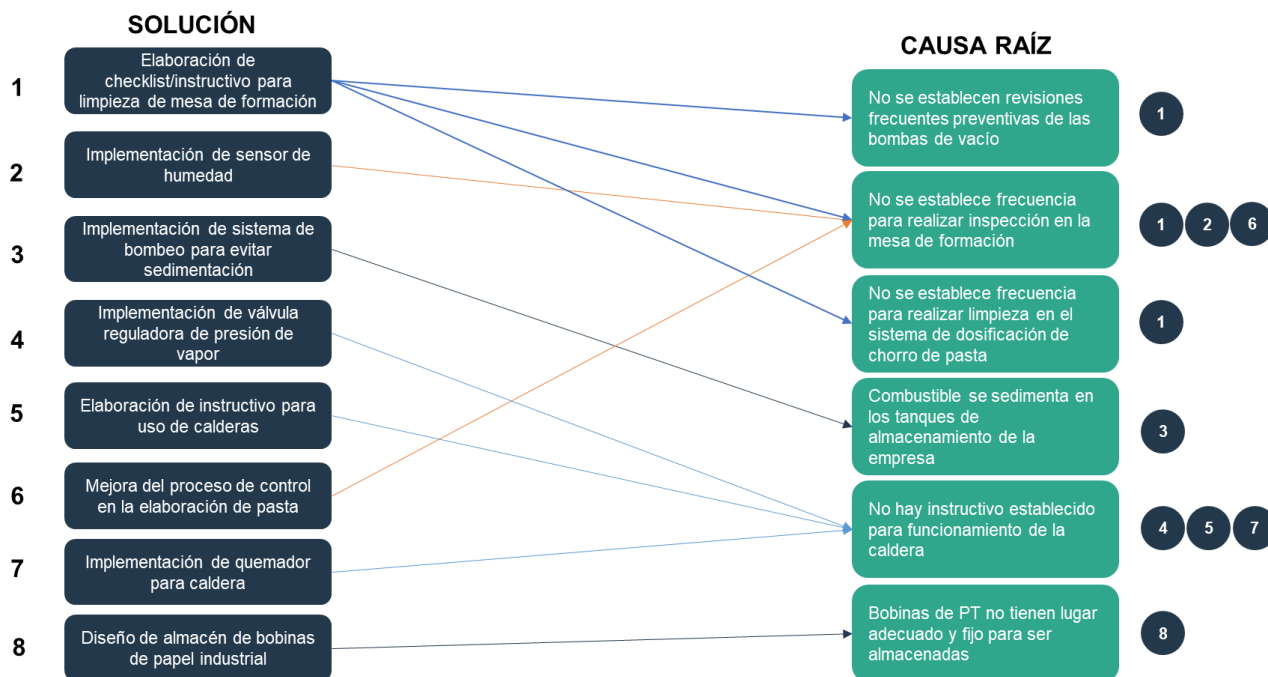 SOLUCIÓN
1
Elaboración de
checklist/instructivo para
limpieza de mesa de formación
2
Implementación de sensor de
humedad
3
Implementación de sistema de
bombeo para evitar
sedimentación
4
Implementación de válvula
reguladora de presión de
vapor
5
Elaboración de instructivo para
uso de calderas
6
Mejora del proceso de control
en la elaboración de pasta
7
Implementación de quemador
para caldera
8
Diseño de almacén de bobinas
de papel industrial
CAUSA RAÍZ
No se establecen revisiones
frecuentes preventivas de las
bombas de vacío
1
No se establece frecuencia
para realizar inspección en la
mesa de formación
1 2 6
No se establece frecuencia
para realizar limpieza en el
sistema de dosificación de
chorro de pasta
1
Combustible se sedimenta en
los tanques de
almacenamiento de la
empresa
3
No hay instructivo establecido
para funcionamiento de la
caldera
4 5 7
Bobinas de PT no tienen lugar
adecuado y fijo para ser
almacenadas
8